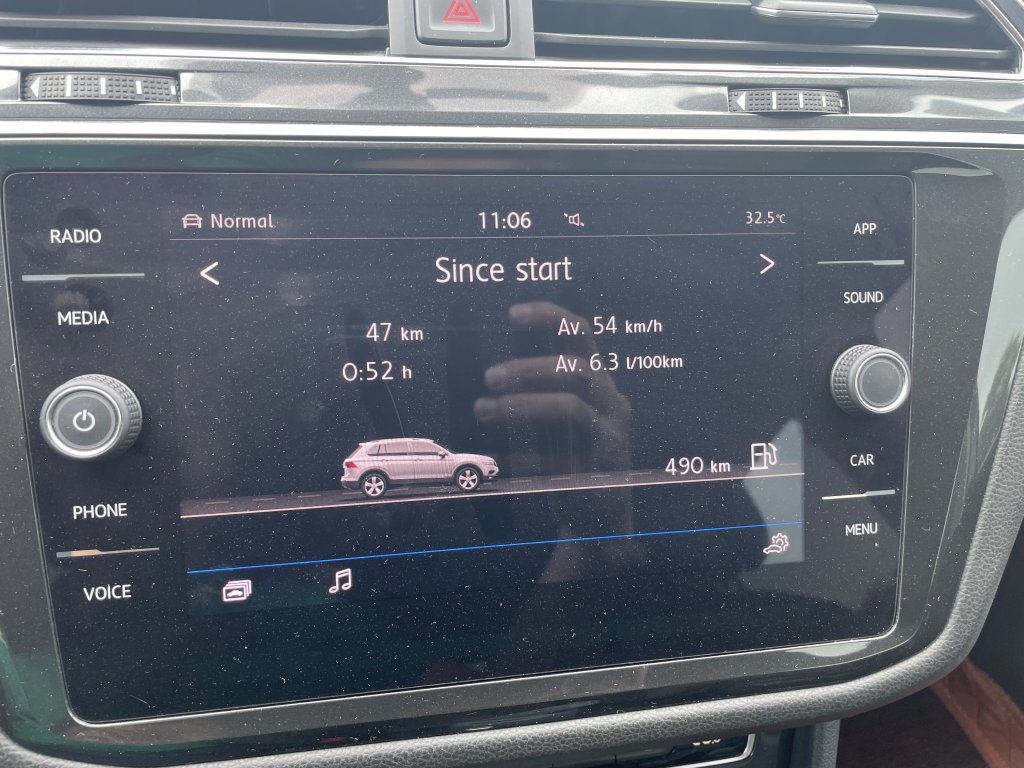 Normal
11:06
32.5°C
RADIO
APP
< Since start >
MEDIA
SOUND
47 km
Av. 54 km/h
0:52 h
Av. 6.3 l/100km
490 km
CAR
PHONE
MENU
VOICE